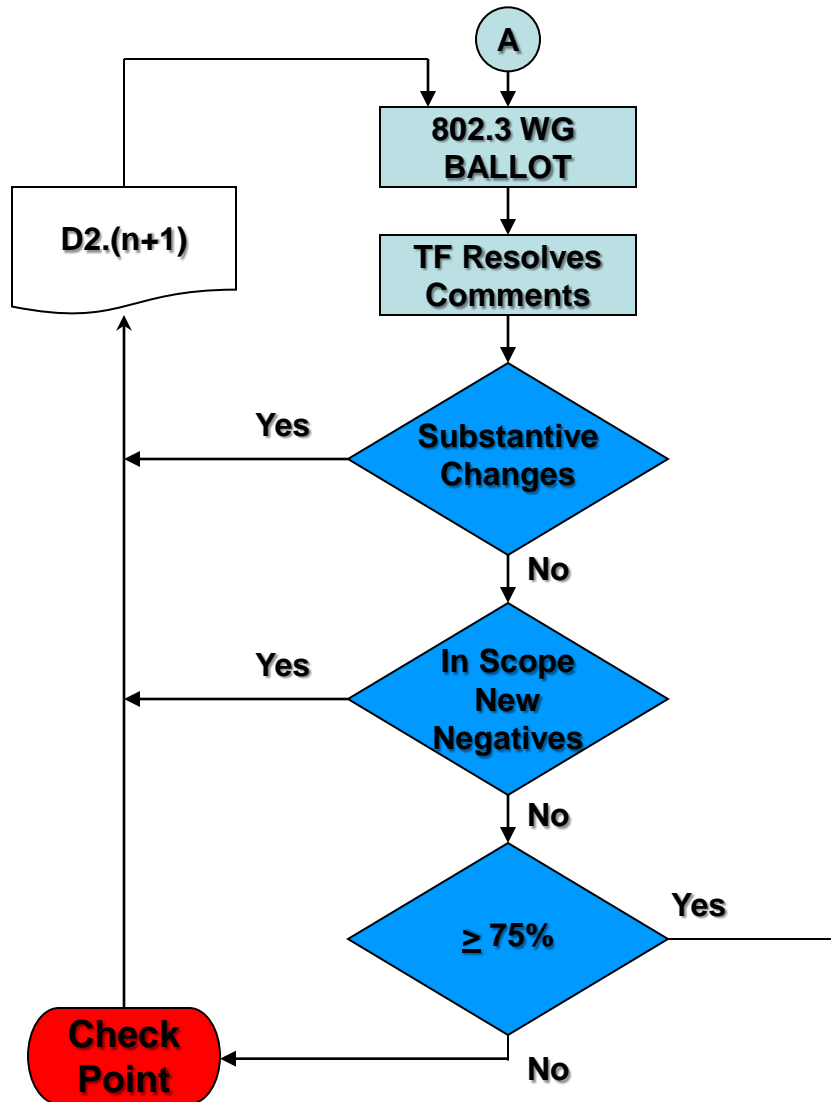 A
802.3 WG
BALLOT
D2.(n+1)
TF Resolves
Comments
Yes
Substantive
Changes
No
Yes
In Scope
New
Negatives
No
Yes
≥ 75%
Check
Point
No